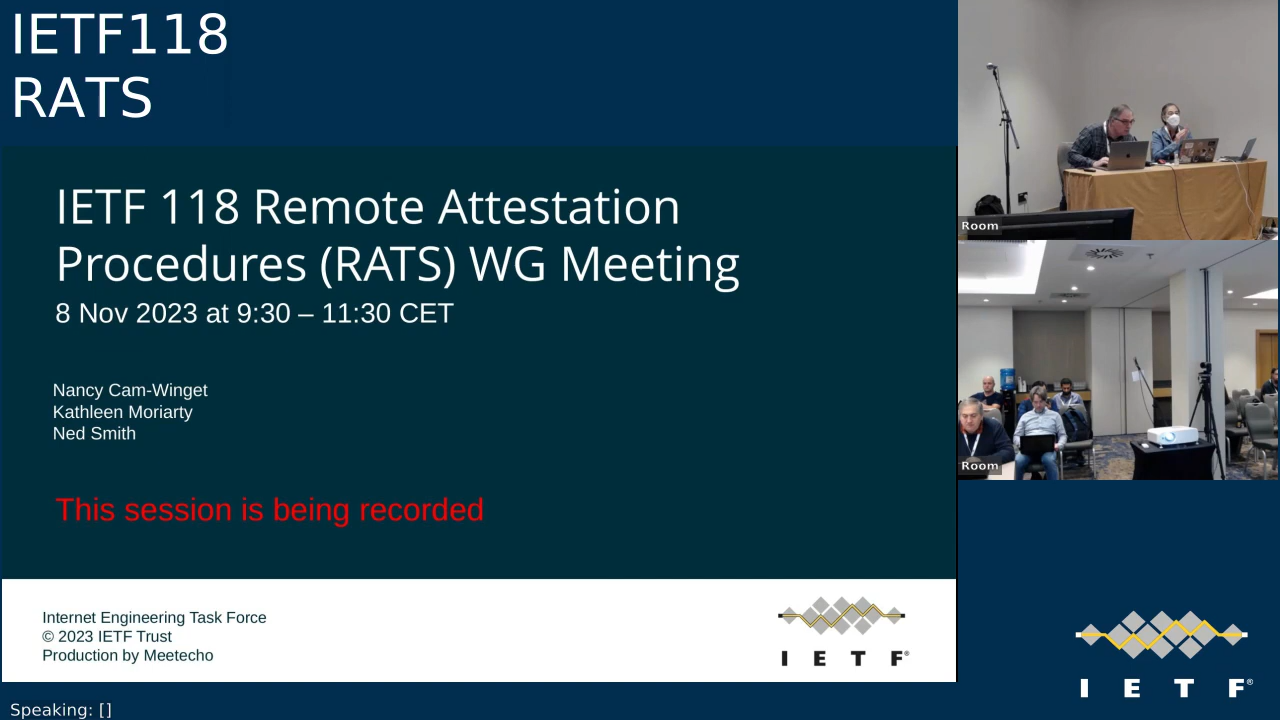 IETF118
RATS
IETF 118 Remote Attestation
Procedures (RATS) WG Meeting
8 Nov 2023 at 9:30 – 11:30 CET
Nancy Cam-Winget
Kathleen Moriarty
Ned Smith
This session is being recorded
Internet Engineering Task Force
© 2023 IETF Trust
Production by Meetecho
I E T F®
Room
Room
I E T F®
Speaking: []